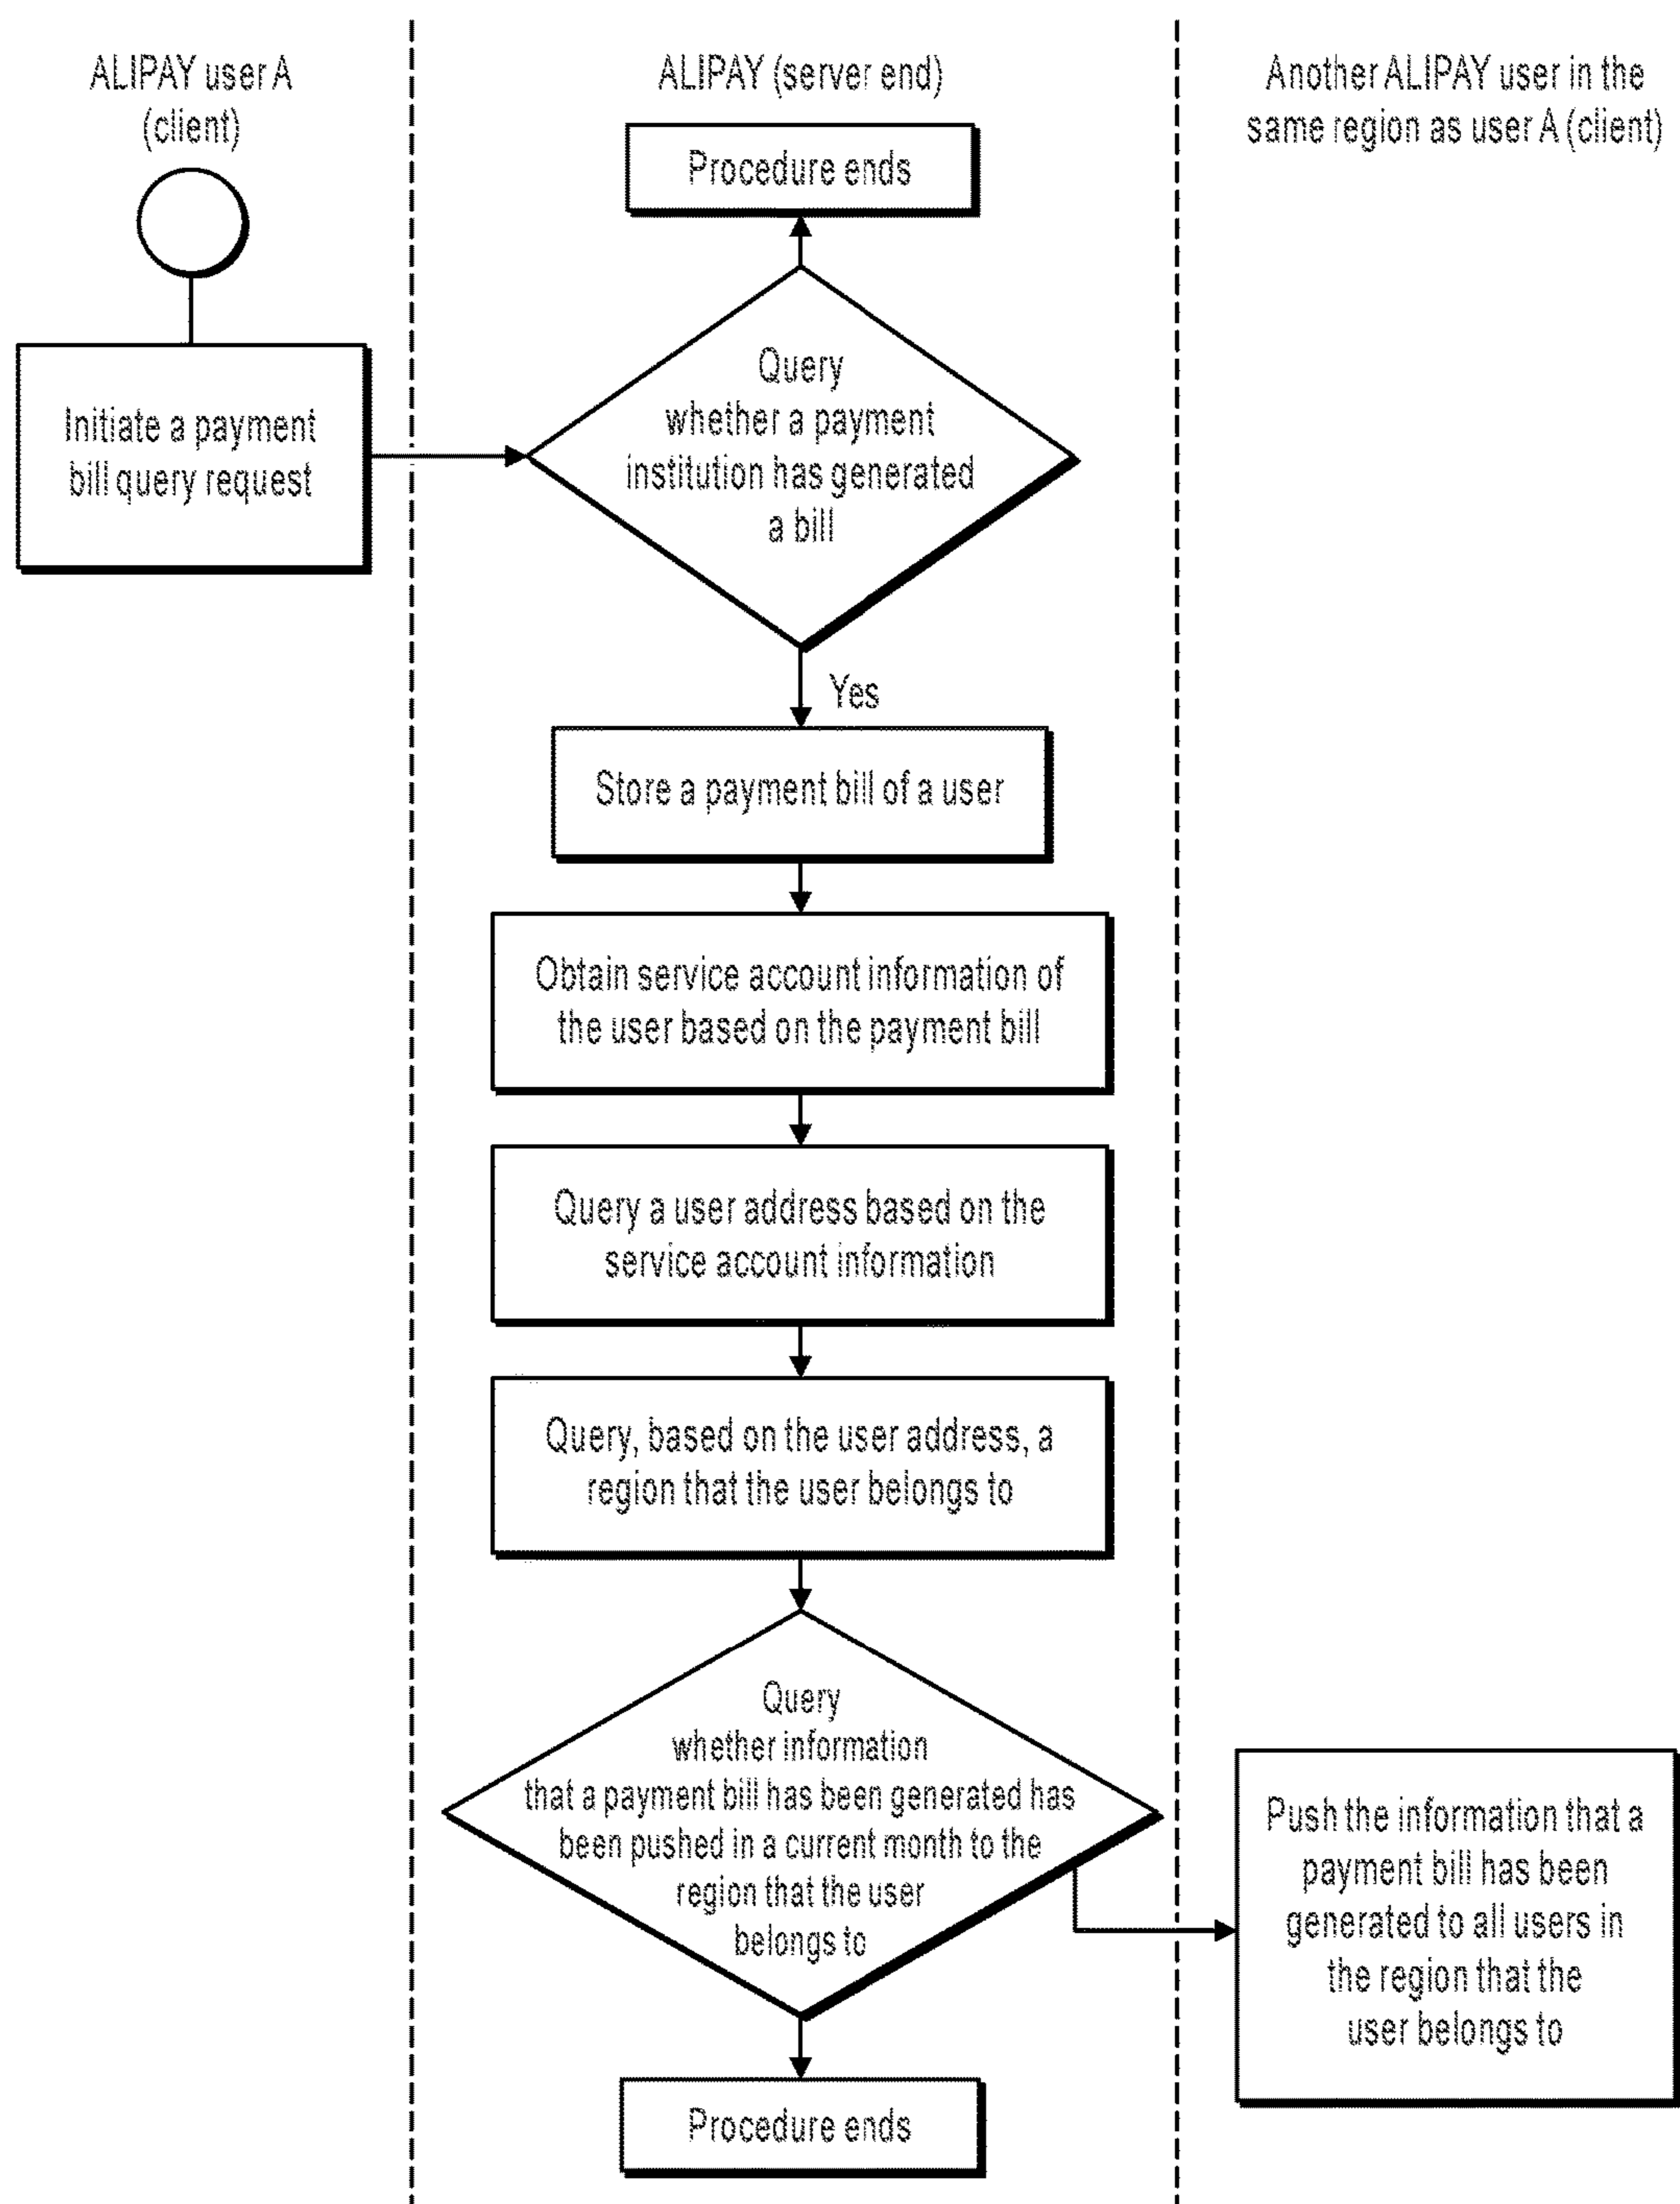 ALIPAY user A
(client)
ALIPAY (server end)
Another ALIPAY user in the
same region as user A (client)
Procedure ends
Initiate a payment
bill query request
Query
whether a payment
institution has generated
a bill
Yes
Store a payment bill of a user
Obtain service account information of
the user based on the payment bill
Query a user address based on the
service account information
Query, based on the user address, a
region that the user belongs to
Query
whether information
that a payment bill has been generated has
been pushed in a current month to the
region that the user
belongs to
Push the information that a
payment bill has been
generated to all users in
the region that the
user belongs to
Procedure ends